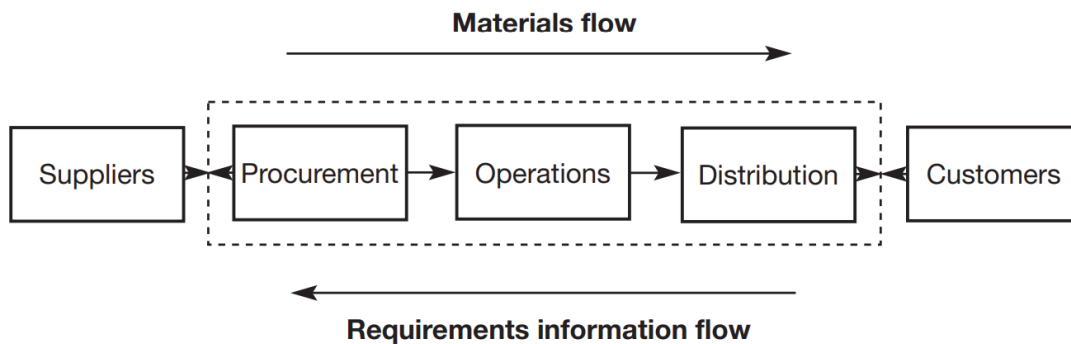 Materials flow
Suppliers
Procurement
Operations
Distribution
Customers
Requirements information flow